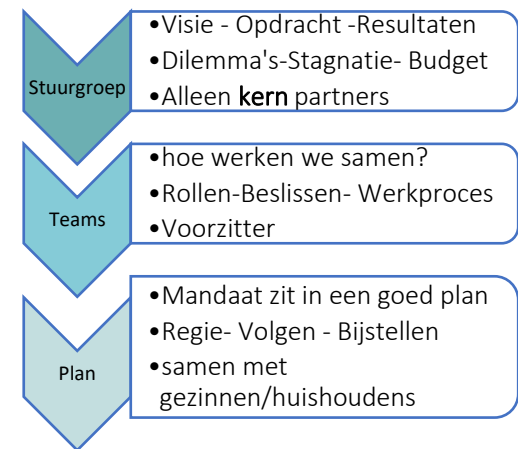 Stuurgroep
•Visie - Opdracht -Resultaten
•Dilemma's-Stagnatie- Budget
•Alleen kern partners
Teams
•hoe werken we samen?
•Rollen-Beslissen- Werkproces
•Voorzitter
Plan
•Mandaat zit in een goed plan
•Regie- Volgen - Bijstellen
•samen met
gezinnen/huishoudens